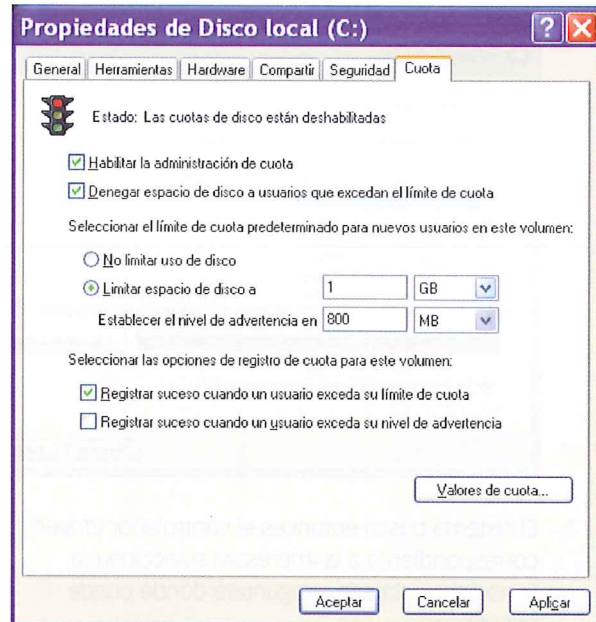 Propiedades de Disco local (C:)
General Herramientas Hardware Compartir Seguridad Cuota
Estado: Las cuotas de disco están deshabilitadas
Habilitar la administración de cuota
Denegar espacio de disco a usuarios que excedan el límite de cuota
Seleccionar el límite de cuota predeterminado para nuevos usuarios en este volumen:
No limitar uso de disco
Limitar espacio de disco a 1 GB
Establecer el nivel de advertencia en 800 MB
Seleccionar las opciones de registro de cuota para este volumen:
Registrar suceso cuando un usuario exceda su límite de cuota
Registrar suceso cuando un usuario exceda su nivel de advertencia
Valores de cuota...
Aceptar Cancelar Aplicar